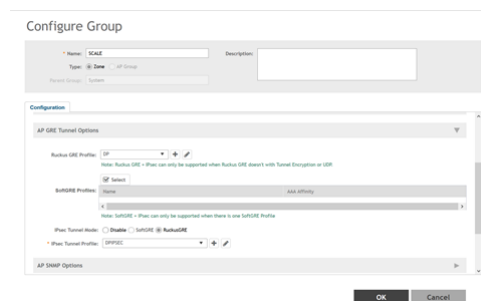 Configure Group
* Name: SCALE
Description:
Type: Zone AP Group
Parent Group: System
Configuration
AP GRE Tunnel Options
Ruckus GRE Profile: DP
Note: Ruckus GRE + IPsec can only be supported when Ruckus GRE doesn't with Tunnel Encryption or UDP.
Select
SoftGRE Profiles: Name AAA Affinity
Note: SoftGRE + IPsec can only be supported when there is one SoftGRE Profile
IPsec Tunnel Mode: Disable SoftGRE RuckusGRE
* IPsec Tunnel Profile: DPIPSEC
AP SNMP Options
OK Cancel